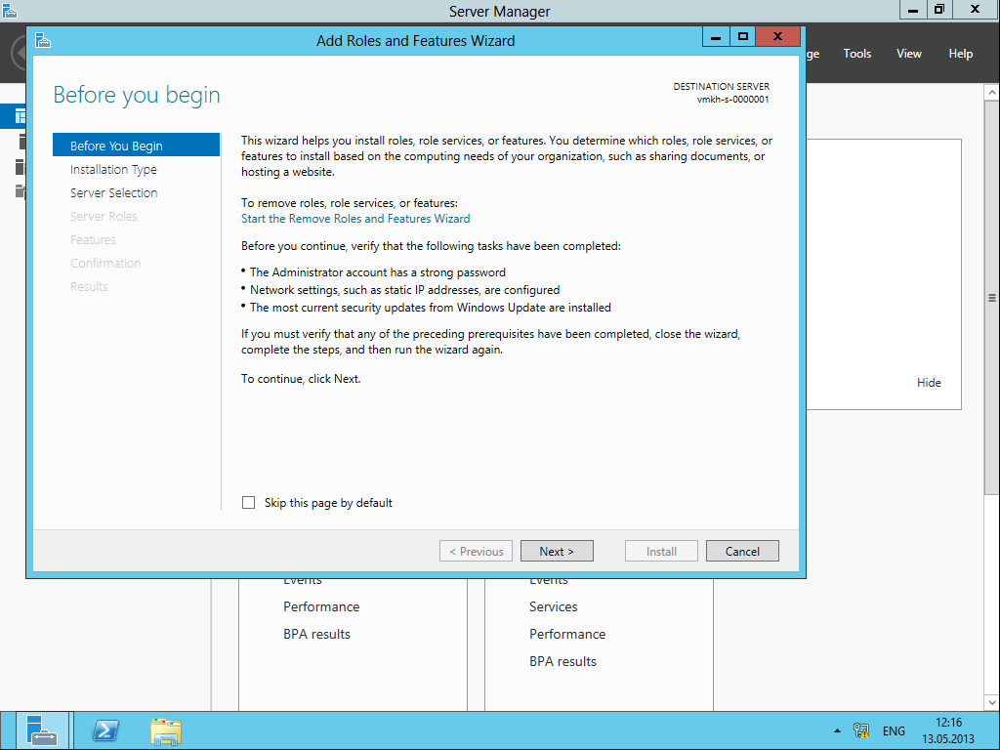 Server Manager
Add Roles and Features Wizard
Tools
View
Help
Before you begin
DESTINATION SERVER
vmkh-s-0000001
Before You Begin
Installation Type
Server Selection
Server Roles
Features
Confirmation
Results
This wizard helps you install roles, role services, or features. You determine which roles, role services, or
features to install based on the computing needs of your organization, such as sharing documents, or
hosting a website.
To remove roles, role services, or features:
Start the Remove Roles and Features Wizard
Before you continue, verify that the following tasks have been completed:
• The Administrator account has a strong password
• Network settings, such as static IP addresses, are configured
• The most current security updates from Windows Update are installed
If you must verify that any of the preceding prerequisites have been completed, close the wizard,
complete the steps, and then run the wizard again.
To continue, click Next.
Hide
Skip this page by default
< Previous
Next >
Install
Cancel
Events
Performance
BPA results
Events
Services
Performance
BPA results
ENG
12:16
13.05.2013